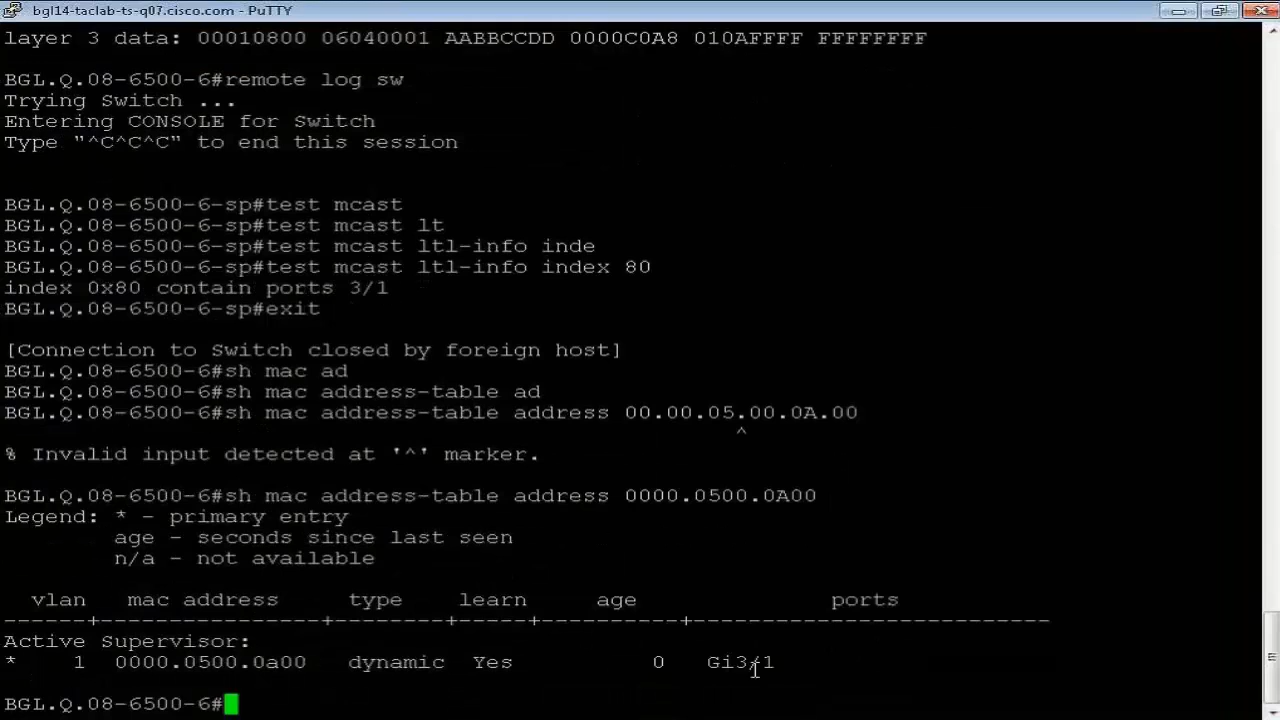 bgl14-taclab-ts-q07.cisco.com - PuTTY
layer 3 data: 00010800 06040001 AABBCCDD 0000C0A8 010AFFFF FFFFFFFF
BGL.Q.08-6500-6#remote log sw
Trying Switch ...
Entering CONSOLE for Switch
Type "^C^C^C" to end this session
BGL.Q.08-6500-6-sp#test mcast
BGL.Q.08-6500-6-sp#test mcast lt
BGL.Q.08-6500-6-sp#test mcast ltl-info inde
BGL.Q.08-6500-6-sp#test mcast ltl-info index 80
index 0x80 contain ports 3/1
BGL.Q.08-6500-6-sp#exit
[Connection to Switch closed by foreign host]
BGL.Q.08-6500-6#sh mac ad
BGL.Q.08-6500-6#sh mac address-table ad
BGL.Q.08-6500-6#sh mac address-table address 00.00.05.00.0A.00
^
% Invalid input detected at '^' marker.
BGL.Q.08-6500-6#sh mac address-table address 0000.0500.0A00
Legend: * - primary entry
age - seconds since last seen
n/a - not available
vlan mac address type learn age ports
------+----------------+--------+-----+----------+--------------------------
Active Supervisor:
* 1 0000.0500.0a00 dynamic Yes 0 Gi3/1
BGL.Q.08-6500-6#